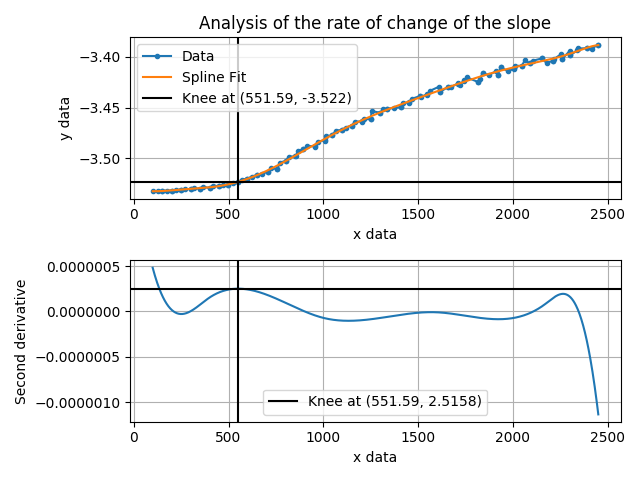 Analysis of the rate of change of the slope
Data
Spline Fit
Knee at (551.59, -3.522)
−3.40
−3.45
−3.50
y data
0
500
1000
1500
2000
2500
x data
0.0000005
0.0000000
−0.0000005
−0.0000010
Second derivative
Knee at (551.59, 2.5158)
0
500
1000
1500
2000
2500
x data